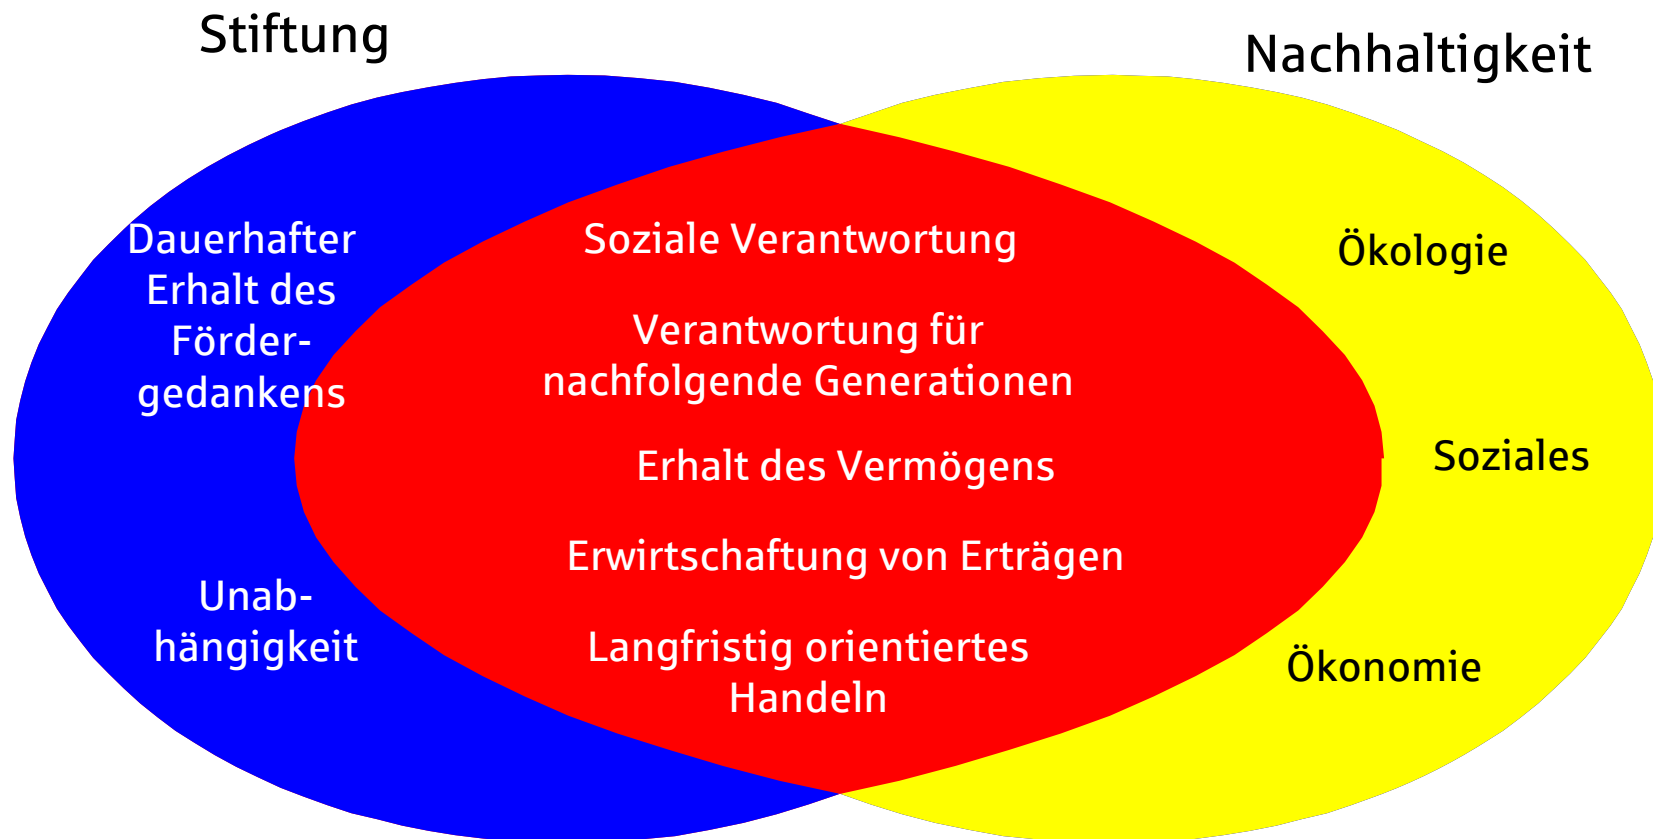 Stiftung
Nachhaltigkeit
Dauerhafter
Erhalt des
Förder-
gedankens
Unab-
hängigkeit
Soziale Verantwortung
Verantwortung für
nachfolgende Generationen
Erhalt des Vermögens
Erwirtschaftung von Erträgen
Langfristig orientiertes
Handeln
Ökologie
Soziales
Ökonomie